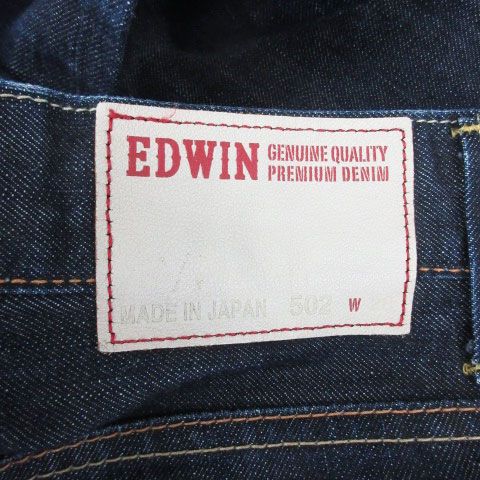 EDWIN GENUINE QUALITY
PREMIUM DENIM
MADE IN JAPAN 502 W